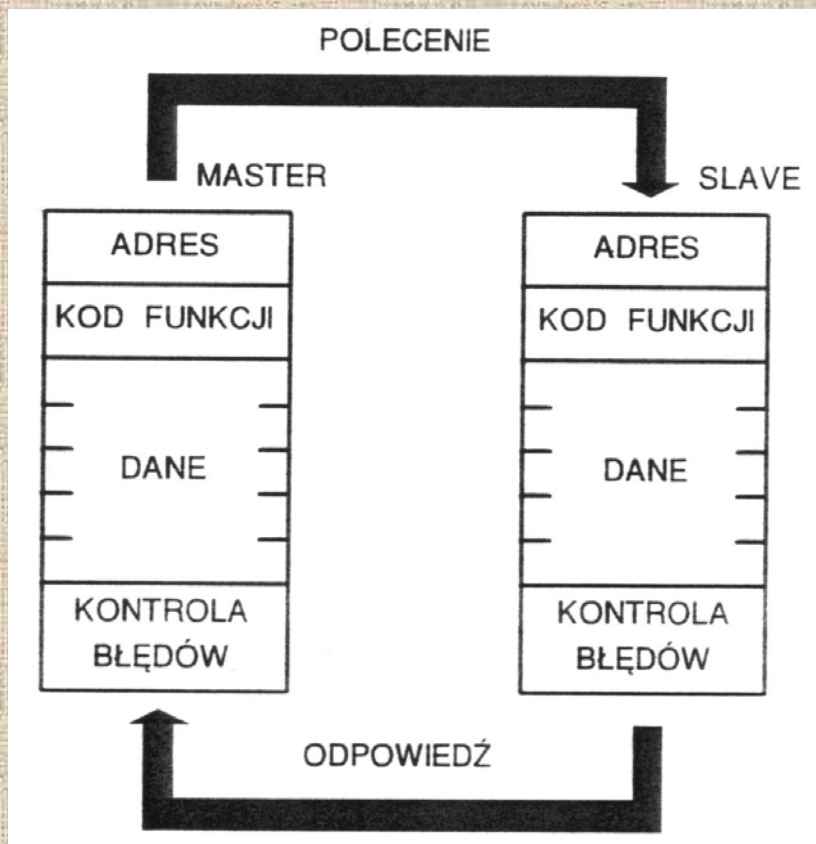 POLECENIE
MASTER
SLAVE
ADRES
KOD FUNKCJI
DANE
KONTROLA
BŁĘDÓW
ADRES
KOD FUNKCJI
DANE
KONTROLA
BŁĘDÓW
ODPOWIEDŹ